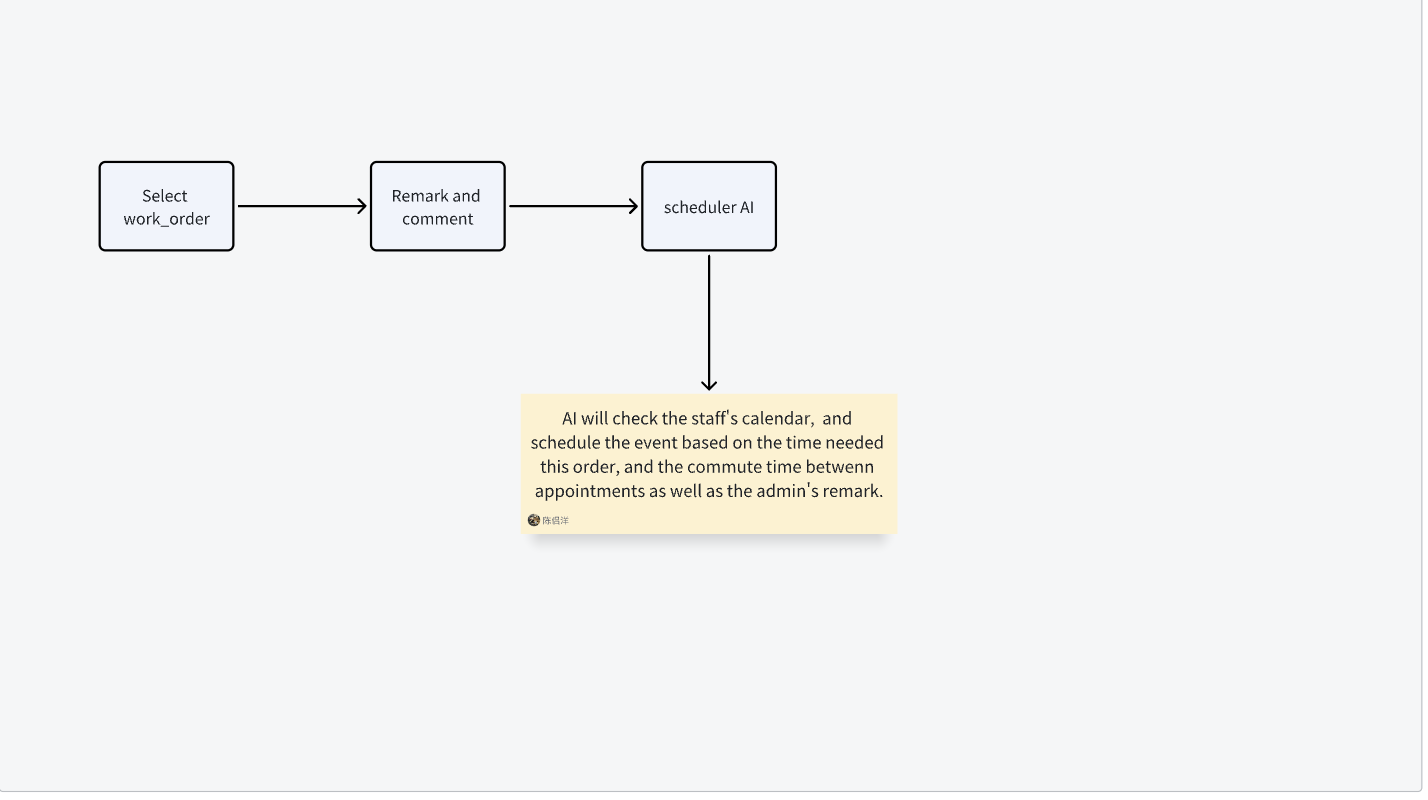 Select
work_order
Remark and
comment
scheduler AI
AI will check the staff's calendar,  and
schedule the event based on the time needed
this order, and the commute time betwenn
appointments as well as the admin's remark.
陈侣洋